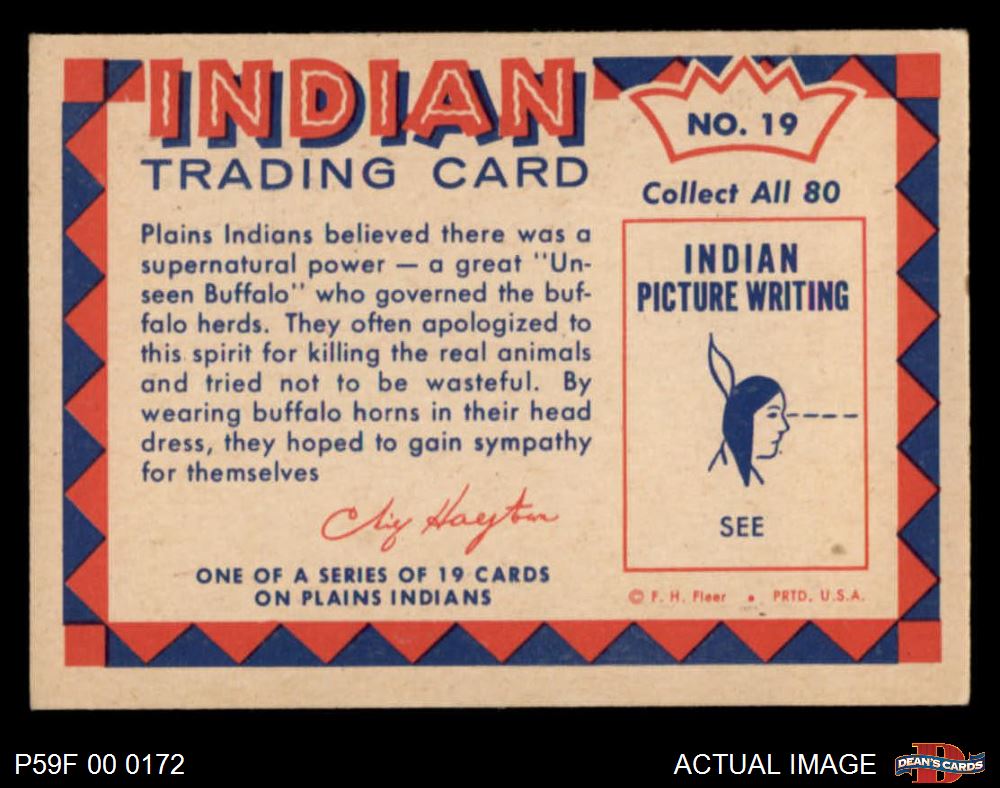 INDIAN
TRADING CARD
NO. 19
Collect All 80
Plains Indians believed there was a
supernatural power — a great "Un-
seen Buffalo" who governed the buf-
falo herds. They often apologized to
this spirit for killing the real animals
and tried not to be wasteful. By
wearing buffalo horns in their head
dress, they hoped to gain sympathy
for themselves
ONE OF A SERIES OF 19 CARDS
ON PLAINS INDIANS
INDIAN
PICTURE WRITING
SEE
© F. H. Fleer • PRTD. U.S.A.
P59F 00 0172
ACTUAL IMAGE
D
DEAN'S CARDS